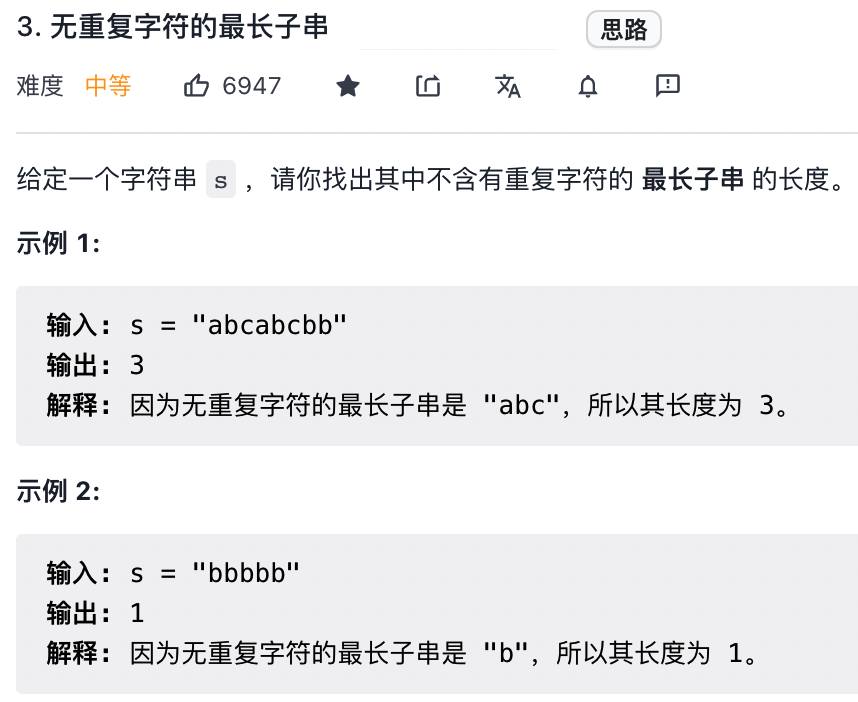 3. 无重复字符的最长子串 思路
难度 中等 6947
给定一个字符串 s ，请你找出其中不含有重复字符的 最长子串 的长度。
示例 1:
输入: s = "abcabcbb"
输出: 3
解释: 因为无重复字符的最长子串是 "abc"，所以其长度为 3。
示例 2:
输入: s = "bbbbb"
输出: 1
解释: 因为无重复字符的最长子串是 "b"，所以其长度为 1。